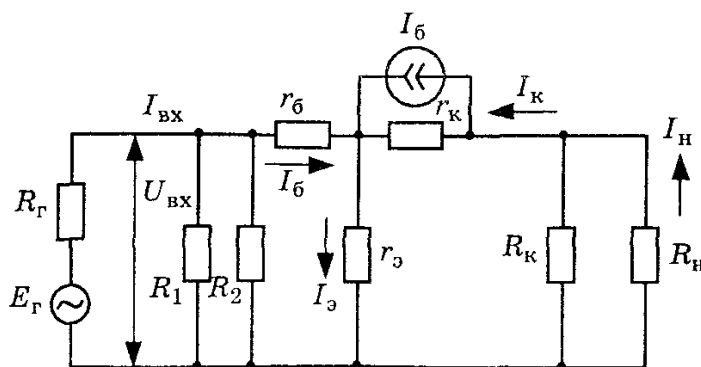 I_б
I_вх
r_б
r_к
I_к
I_н
R_г
U_вх
I_б
R_1
R_2
r_э
R_к
R_н
E_г
I_э